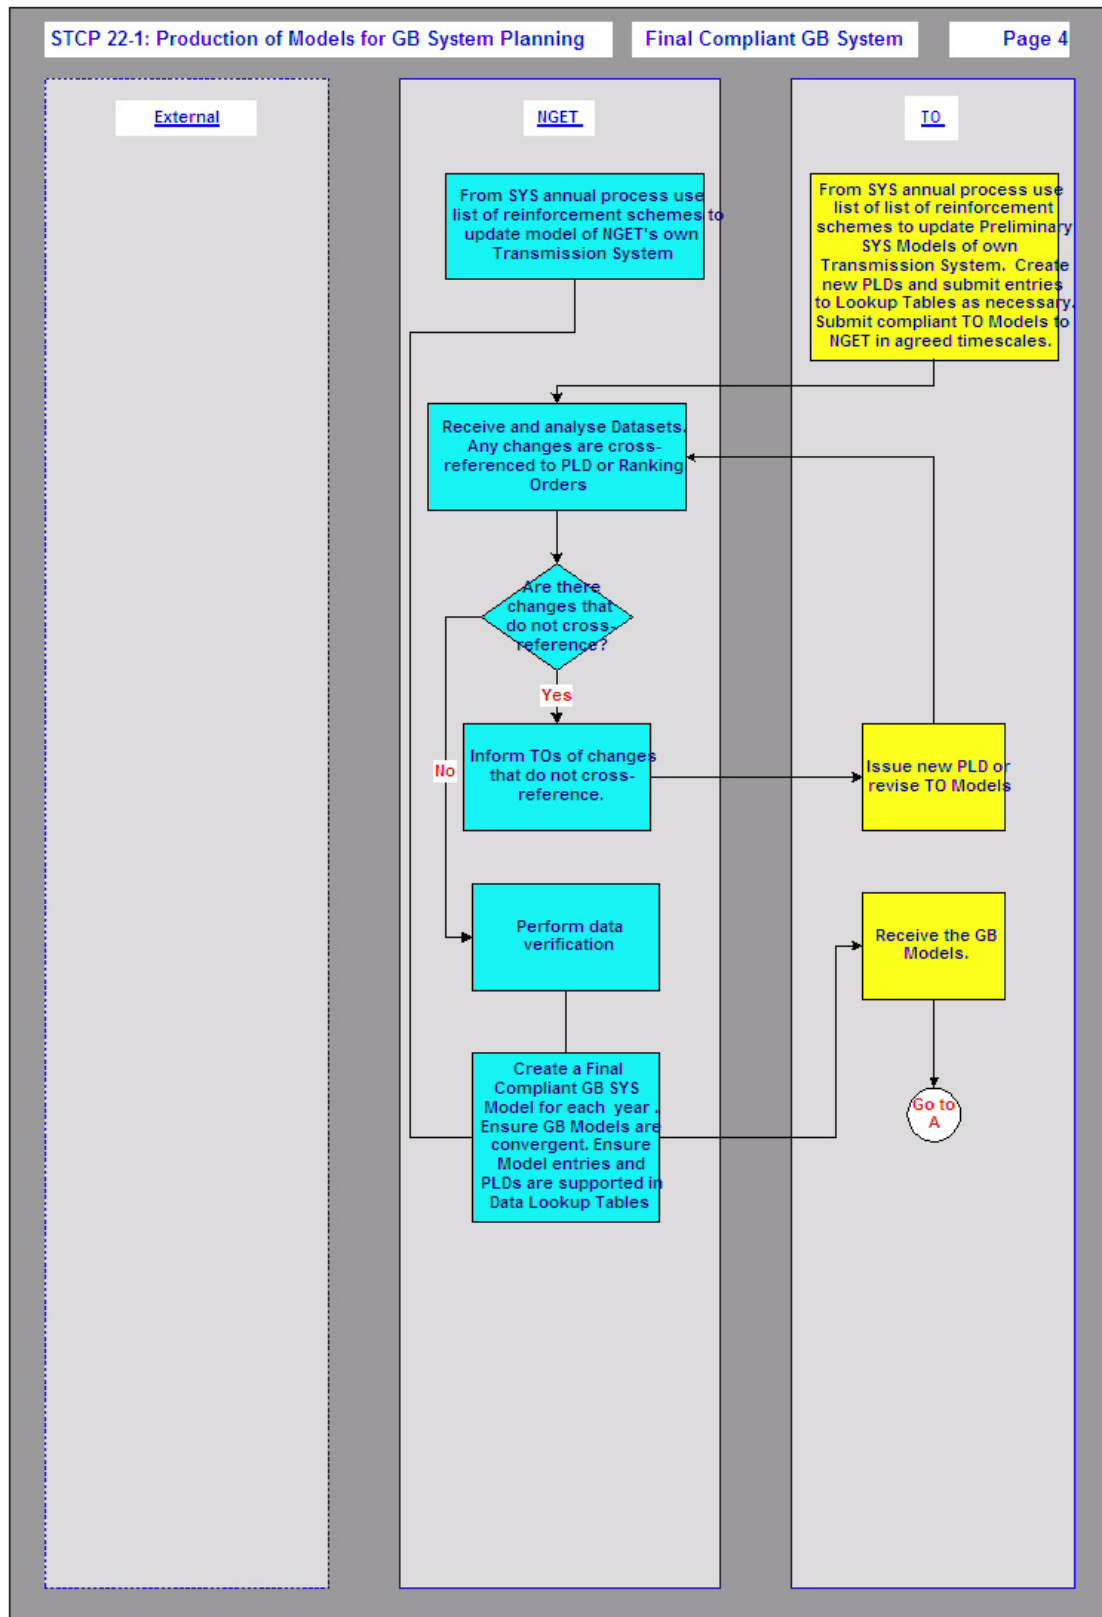 STCP 22-1: Production of Models for GB System Planning
Final Compliant GB System
Page 4
External
NGET
TO
From SYS annual process use
list of reinforcement schemes to
update model of NGET's own
Transmission System
From SYS annual process use
list of list of reinforcement
schemes to update Preliminary
SYS Models of own
Transmission System. Create
new PLDs and submit entries
to Lookup Tables as necessary.
Submit compliant TO Models to
NGET in agreed timescales.
Receive and analyse Datasets.
Any changes are cross-
referenced to PLD or Ranking
Orders
Are there
changes that
do not cross-
reference?
Yes
No
Inform TOs of changes
that do not cross-
reference.
Issue new PLD or
revise TO Models
Perform data
verification
Receive the GB
Models.
Create a Final
Compliant GB SYS
Model for each year .
Ensure GB Models are
convergent. Ensure
Model entries and
PLDs are supported in
Data Lookup Tables
Go to
A